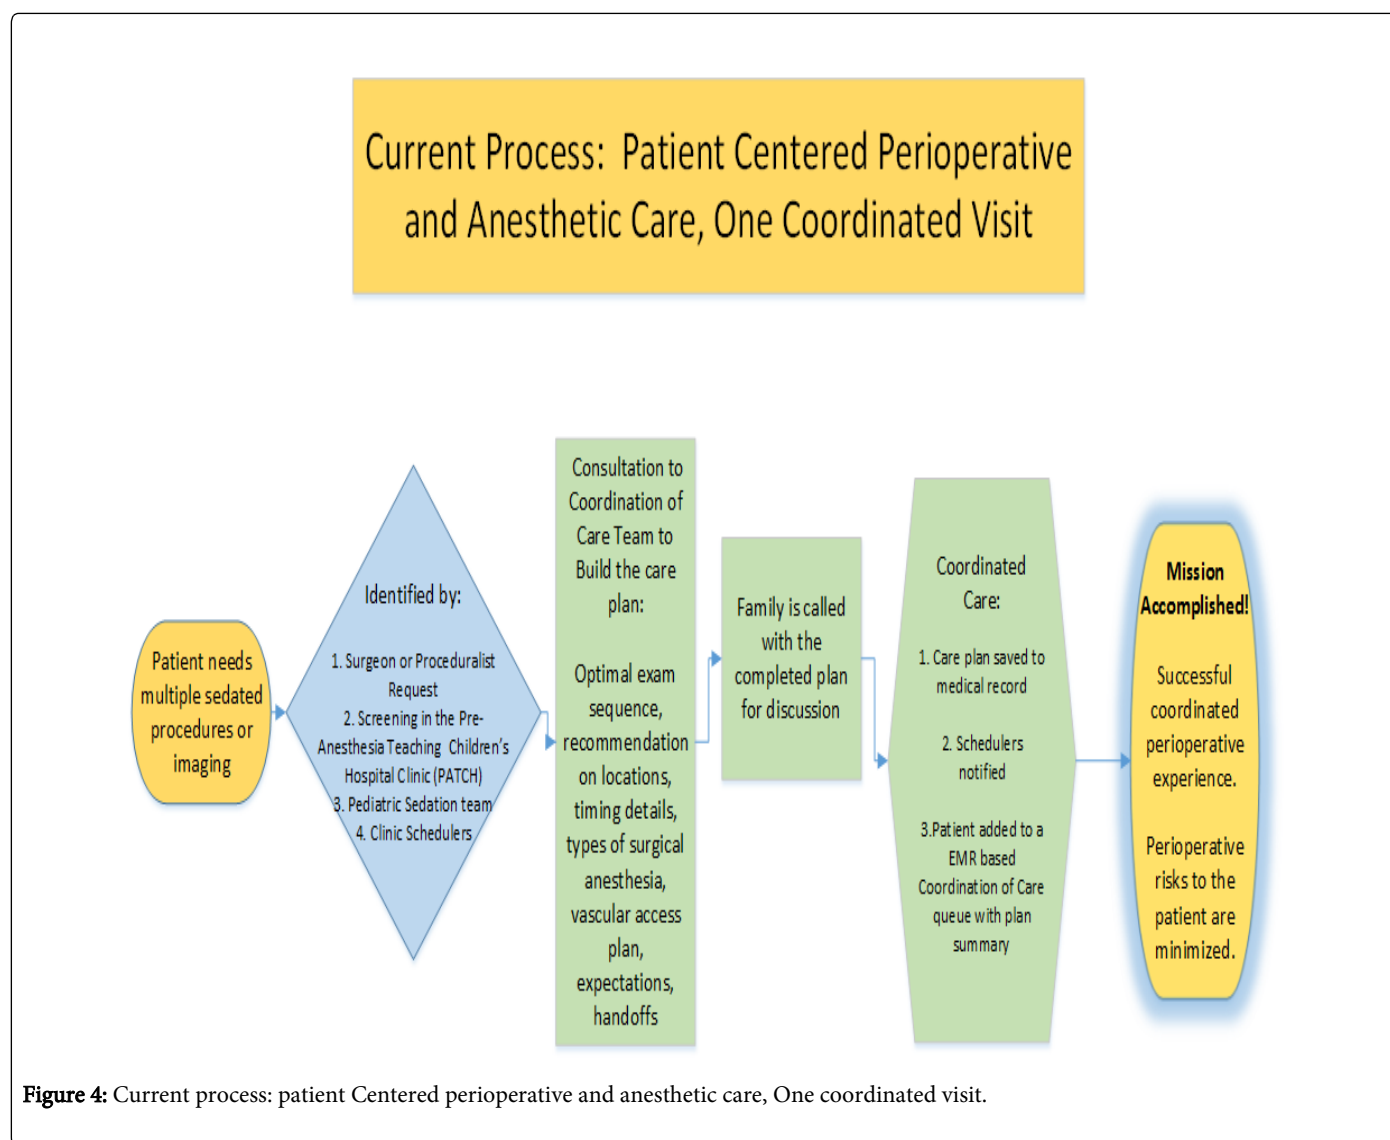 Current Process:  Patient Centered Perioperative
and Anesthetic Care, One Coordinated Visit
Patient needs
multiple sedated
procedures or
imaging
Identified by:
1. Surgeon or Proceduralist
Request
2. Screening in the Pre-
Anesthesia Teaching  Children's
Hospital Clinic (PATCH)
3. Pediatric Sedation team
4. Clinic Schedulers
Consultation to
Coordination of
Care Team to
Build the care
plan:
Optimal exam
sequence,
recommendation
on locations,
timing details,
types of surgical
anesthesia,
vascular access
plan,
expectations,
handoffs
Family is called
with the
completed plan
for discussion
Coordinated
Care:
1. Care plan saved to
medical record
2. Schedulers
notified
3.Patient added to a
EMR based
Coordination of Care
queue with plan
summary
Mission
Accomplished!
Successful
coordinated
perioperative
experience.
Perioperative
risks to the
patient are
minimized.
Figure 4: Current process: patient Centered perioperative and anesthetic care, One coordinated visit.